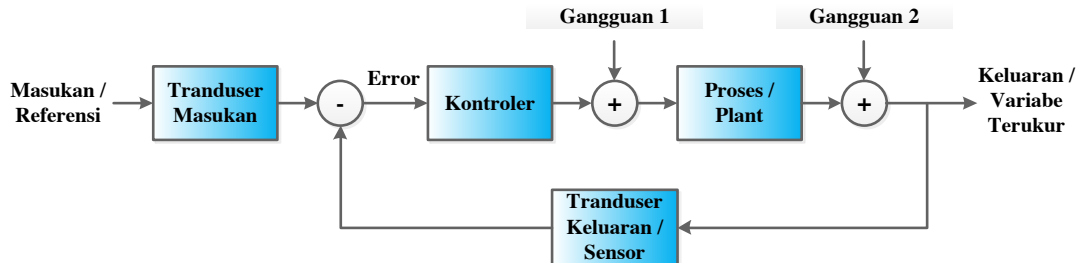 Gangguan 1
Gangguan 2
Masukan /
Referensi
Tranduser
Masukan
-
Error
Kontroler
+
Proses /
Plant
+
Keluaran /
Variabe
Terukur
Tranduser
Keluaran /
Sensor